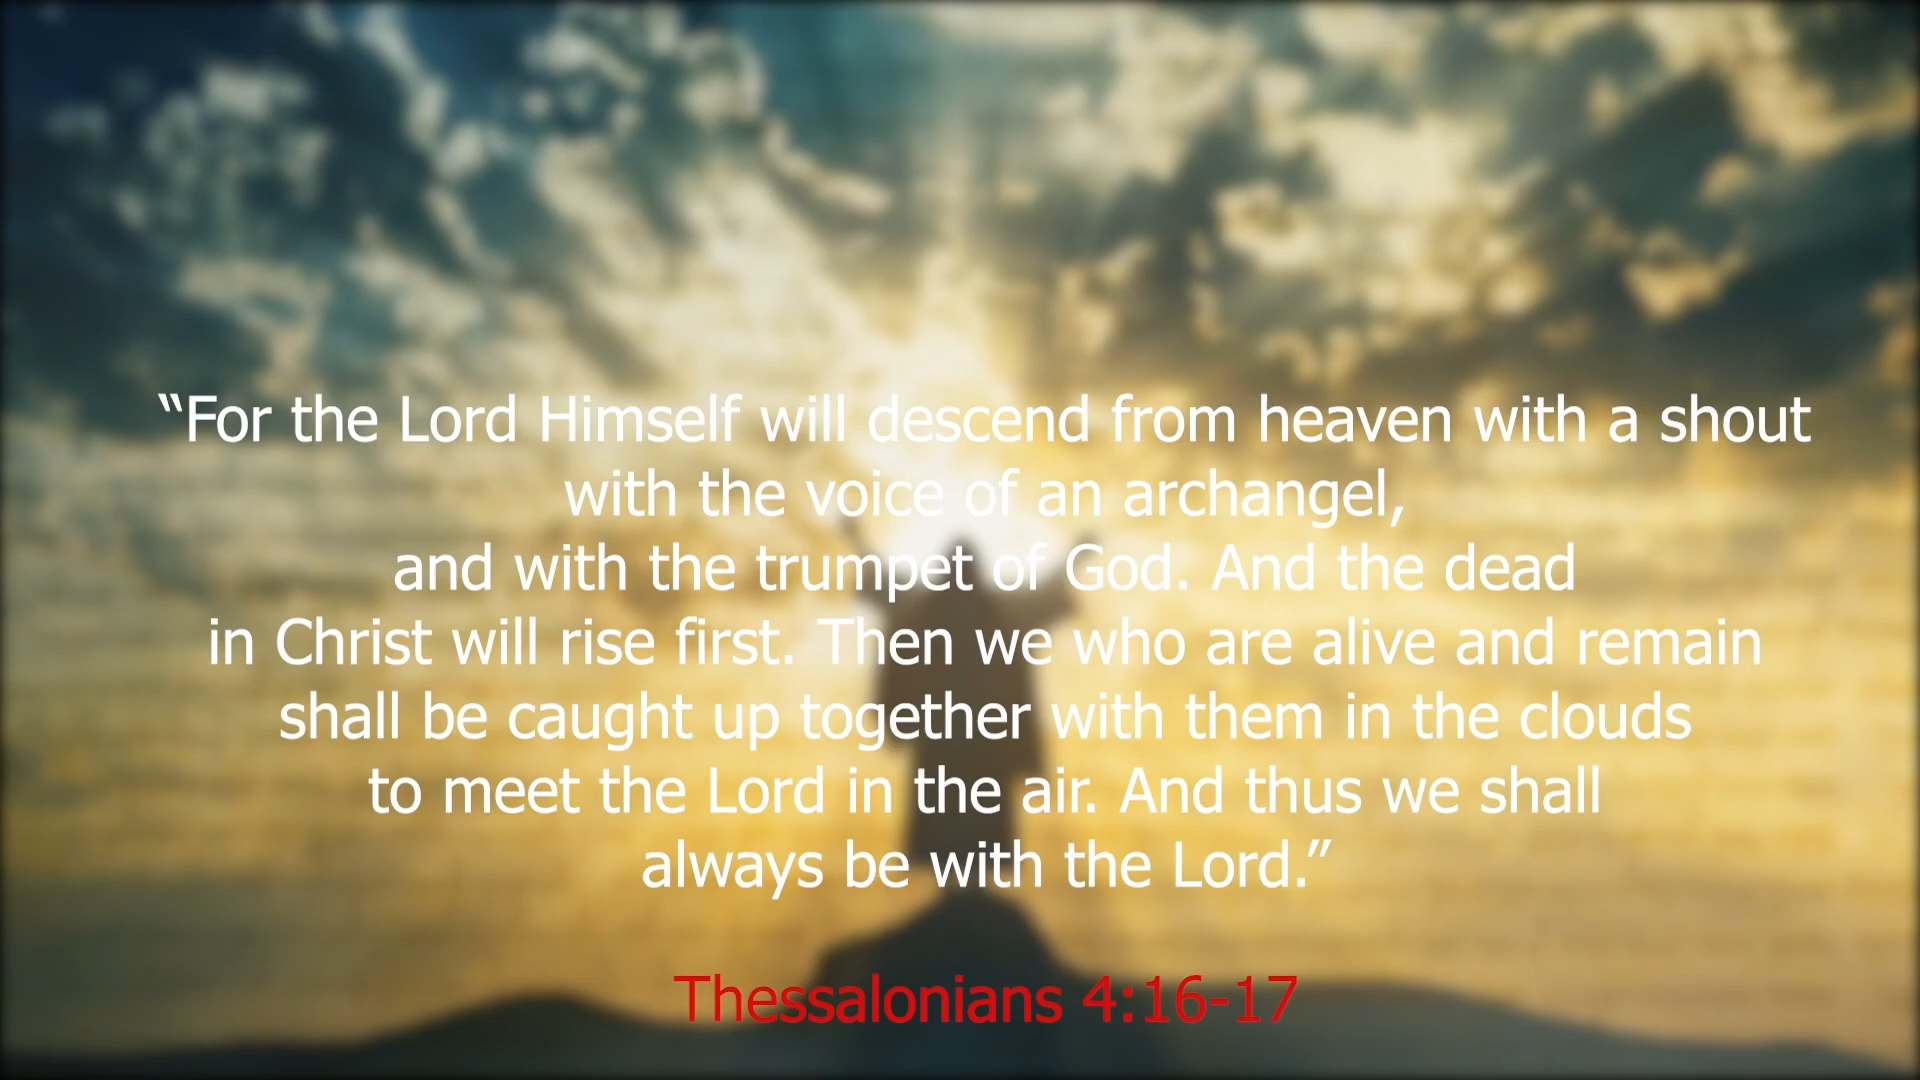 “For the Lord Himself will descend from heaven with a shout
with the voice of an archangel,
and with the trumpet of God. And the dead
in Christ will rise first. Then we who are alive and remain
shall be caught up together with them in the clouds
to meet the Lord in the air. And thus we shall
always be with the Lord.”
Thessalonians 4:16-17